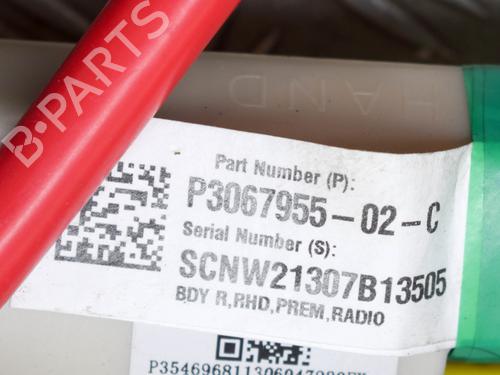 B-PARTS
HAND
Part Number (P):
P3067955-02-C
Serial Number (S):
SCNW21307B13505
BDY R,RHD,PREM,RADIO